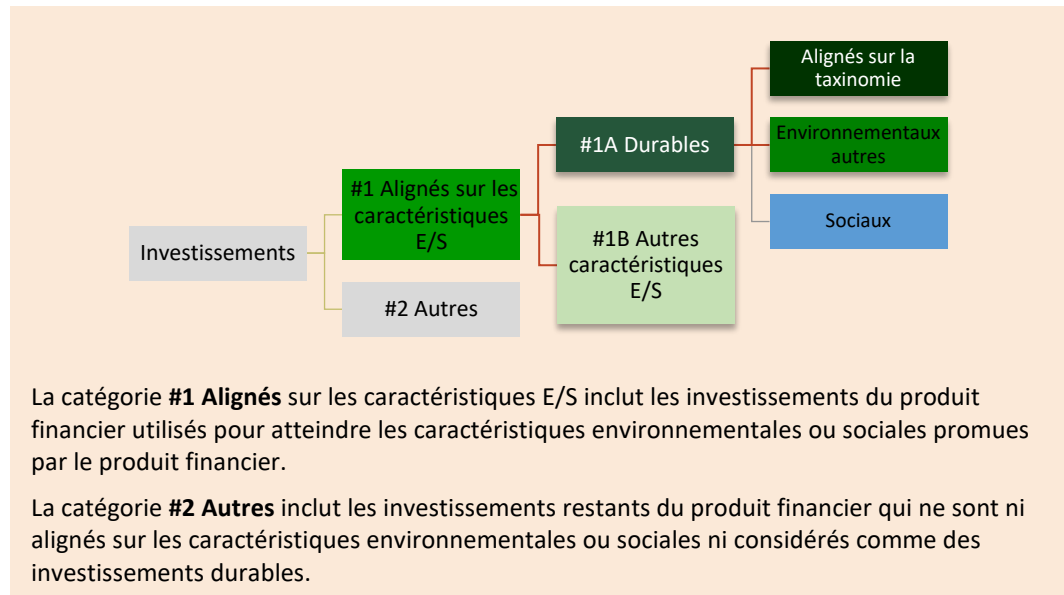 Alignés sur la
taxinomie
#1A Durables
Environnementaux
autres
#1 Alignés sur les
caractéristiques
E/S
Sociaux
Investissements
#1B Autres
caractéristiques
E/S
#2 Autres
La catégorie #1 Alignés sur les caractéristiques E/S inclut les investissements du produit
financier utilisés pour atteindre les caractéristiques environnementales ou sociales promues
par le produit financier.
La catégorie #2 Autres inclut les investissements restants du produit financier qui ne sont ni
alignés sur les caractéristiques environnementales ou sociales ni considérés comme des
investissements durables.